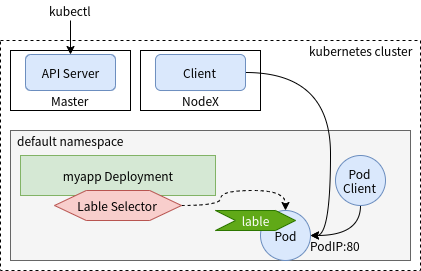 kubectl
kubernetes cluster
API Server
Client
Master
NodeX
default namespace
myapp Deployment
Lable Selector
Pod
Client
lable
Pod
PodIP:80